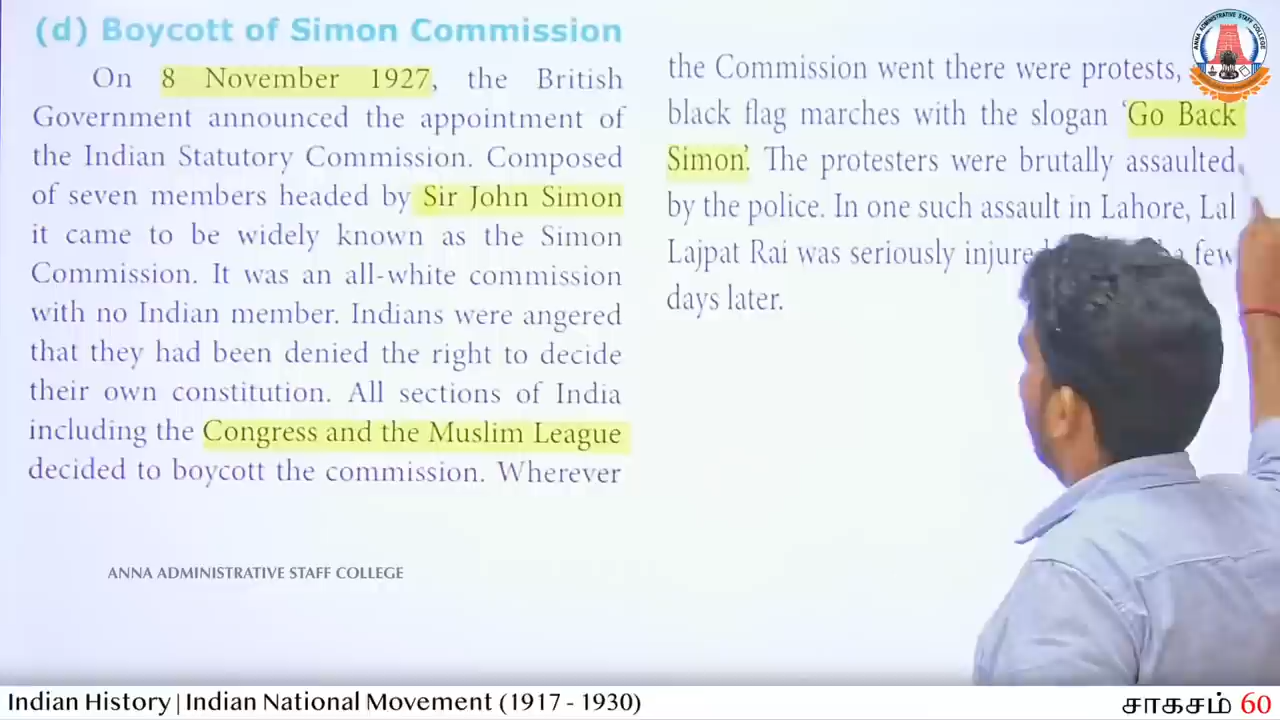 (d) Boycott of Simon Commission
On 8 November 1927, the British
Government announced the appointment of
the Indian Statutory Commission. Composed
of seven members headed by Sir John Simon
it came to be widely known as the Simon
Commission. It was an all-white commission
with no Indian member. Indians were angered
that they had been denied the right to decide
their own constitution. All sections of India
including the Congress and the Muslim League
decided to boycott the commission. Wherever
the Commission went there were protests,
black flag marches with the slogan ‘Go Back
Simon’. The protesters were brutally assaulted
by the police. In one such assault in Lahore, Lal
Lajpat Rai was seriously injured few
days later.
ANNA ADMINISTRATIVE STAFF COLLEGE
ANNA ADMINISTRATIVE STAFF COLLEGE
Indian History | Indian National Movement (1917 - 1930)
சாகசம் 60